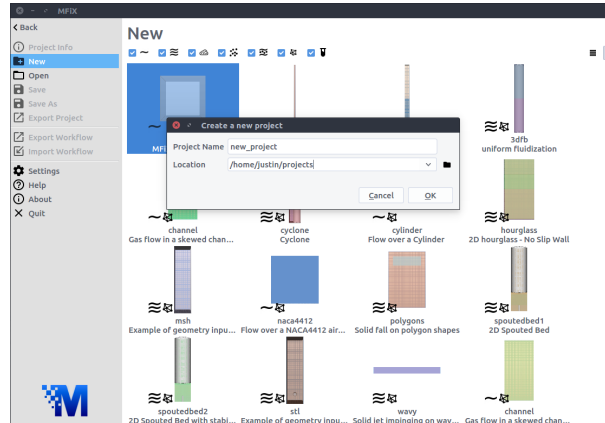 MFiX
Back
New
Project Info
New
Open
Save
Save As
Export Project
Export Workflow
Import Workflow
Settings
Help
About
Quit
Create a new project
Project Name new_project
Location /home/justin/projects
Cancel OK
3dfb
uniform fluidization
channel
Gas flow in a skewed chan...
cyclone
Cyclone
cylinder
Flow over a Cylinder
hourglass
2D hourglass - No Slip Wall
msh
Example of geometry inpu...
naca4412
Flow over a NACA4412 air...
polygons
Solid fall on polygon shapes
spoutedbed1
2D Spouted Bed
spoutedbed2
2D Spouted Bed with stabi...
stl
Example of geometry inpu...
wavy
Solid jet impinging on wav...
channel
Gas flow in a skewed chan...
M